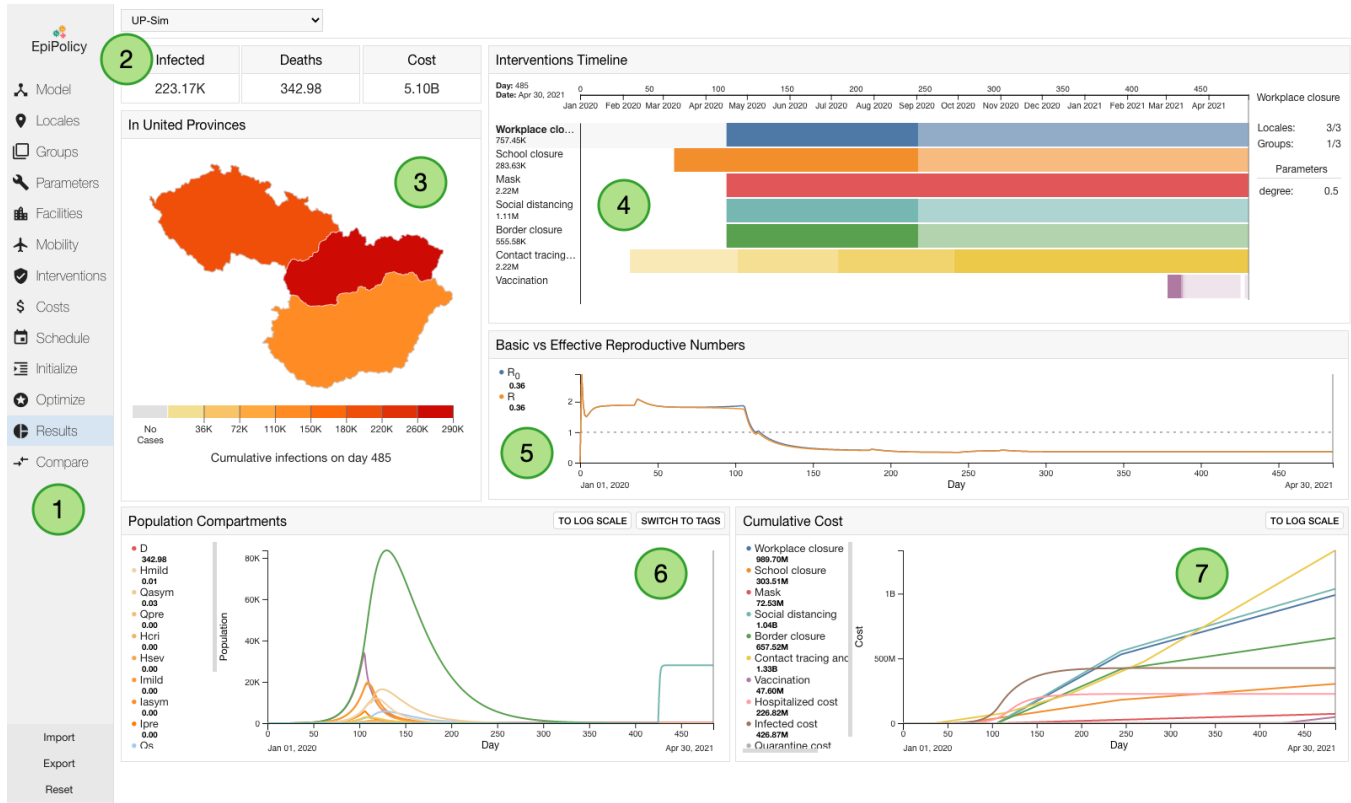 EpiPolicy
Model
Locales
Groups
Parameters
Facilities
Mobility
Interventions
Costs
Schedule
Initialize
Optimize
Results
Compare
1
Import
Export
Reset
UP-Sim
2
Infected
Deaths
Cost
223.17K
342.98
5.10B
In United Provinces
3
No Cases
36K 72K 110K 150K 180K 220K 260K 290K
Cumulative infections on day 485
Interventions Timeline
Day: 485
Date: Apr 30, 2021
0 50 100 150 200 250 300 350 400 450
Jan 2020 Feb 2020 Mar 2020 Apr 2020 May 2020 Jun 2020 Jul 2020 Aug 2020 Sep 2020 Oct 2020 Nov 2020 Dec 2020 Jan 2021 Feb 2021 Mar 2021 Apr 2021
Workplace clo...
757.45K
School closure
283.63K
Mask
2.22M
Social distancing
1.11M
Border closure
555.58K
Contact tracing...
2.22M
Vaccination
4
Workplace closure
Locales: 3/3
Groups: 1/3
Parameters
degree: 0.5
Basic vs Effective Reproductive Numbers
R0
0.36
R
0.36
5
2
1
0
0 50 100 150 200 250 300 350 400 450
Jan 01, 2020
Day
Apr 30, 2021
Population Compartments
TO LOG SCALE
SWITCH TO TAGS
D
342.98
Hmild
0.01
Qasym
0.03
Qpre
0.00
Hcri
0.00
Hsev
0.00
Imild
0.00
Iasym
0.00
Ipre
0.00
Qs
6
Population
80K
60K
40K
20K
0
0 50 100 150 200 250 300 350 400 450
Jan 01, 2020
Day
Apr 30, 2021
Cumulative Cost
TO LOG SCALE
Workplace closure
989.70M
School closure
303.51M
Mask
72.53M
Social distancing
1.04B
Border closure
657.52M
Contact tracing and
1.33B
Vaccination
47.60M
Hospitalized cost
226.82M
Infected cost
426.87M
Quarantine cost
7
Cost
1B
500M
0
0 50 100 150 200 250 300 350 400 450
Jan 01, 2020
Day
Apr 30, 2021